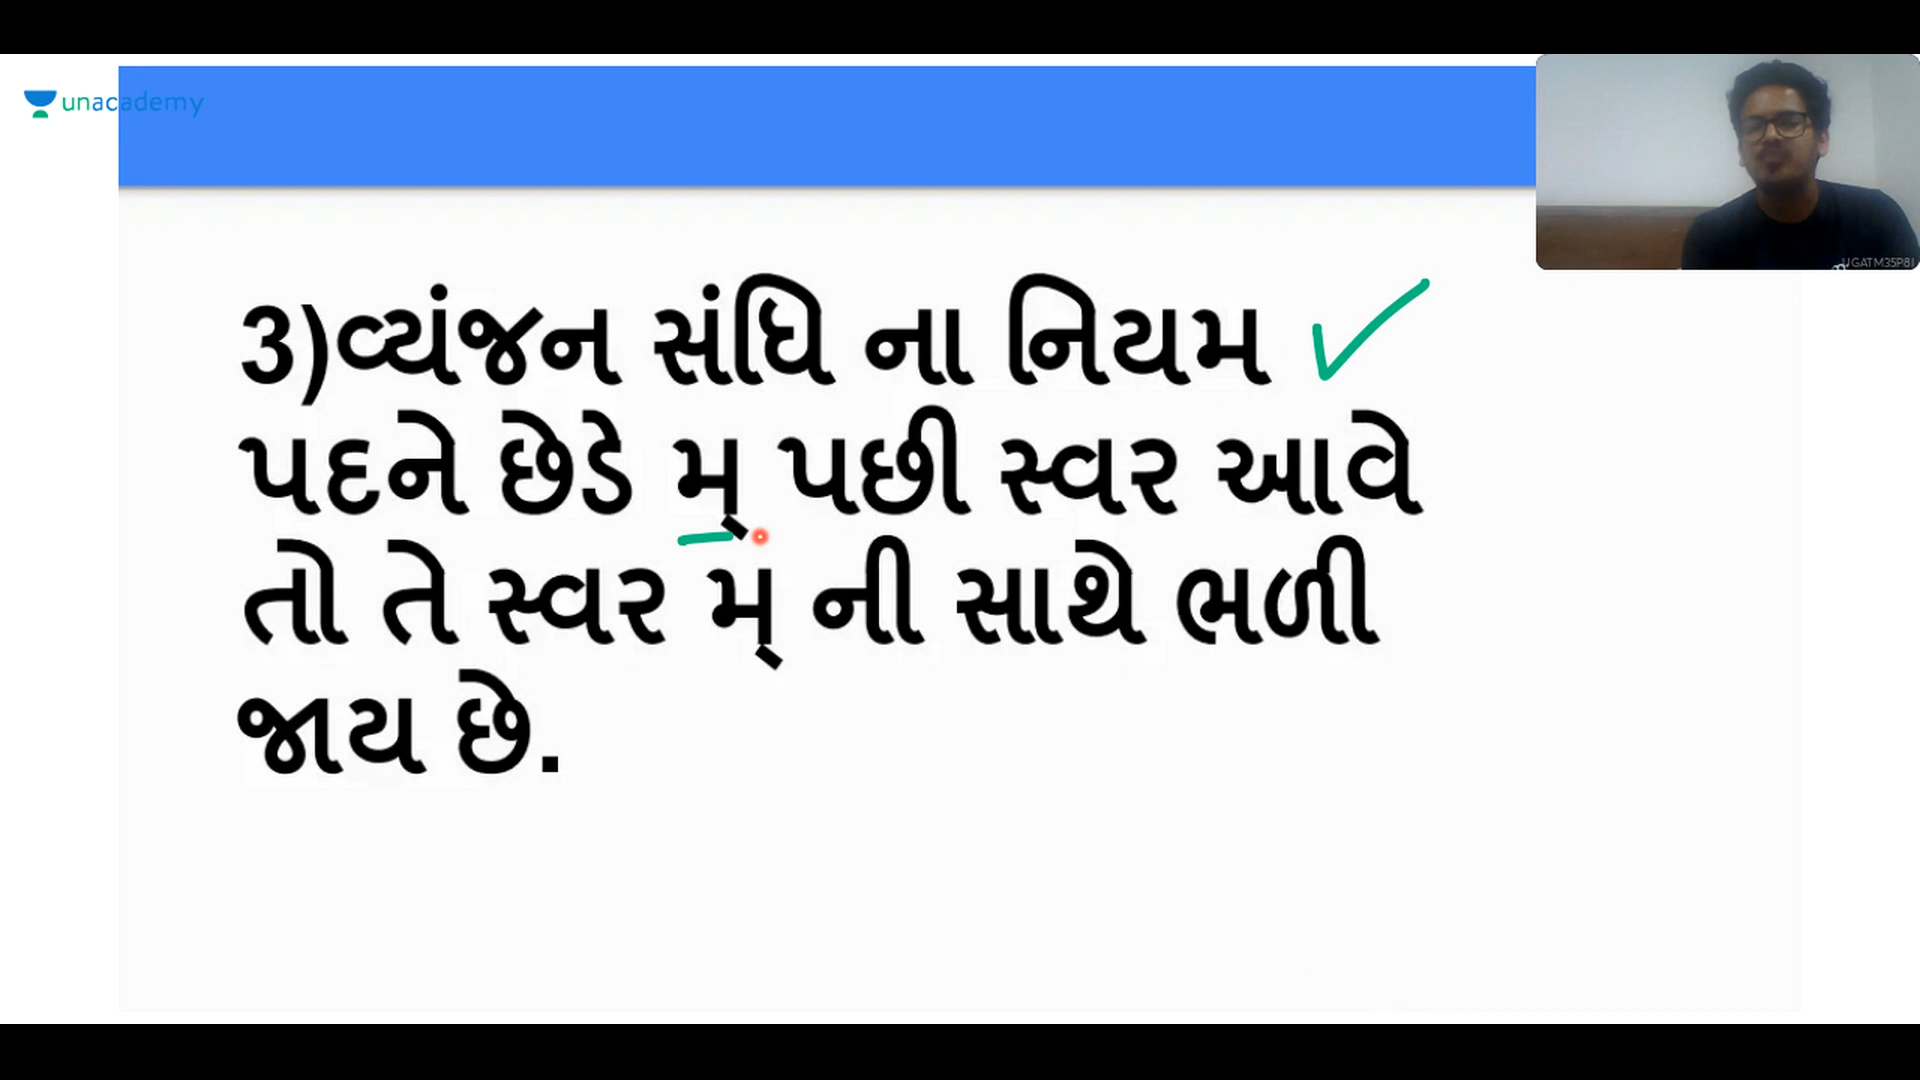 unacademy
3)વ્યંજન સંધિ ના નિયમ
પદને છેડે મ્ પછી સ્વર આવે
તો તે સ્વર મ્ ની સાથે ભળી
જાય છે.